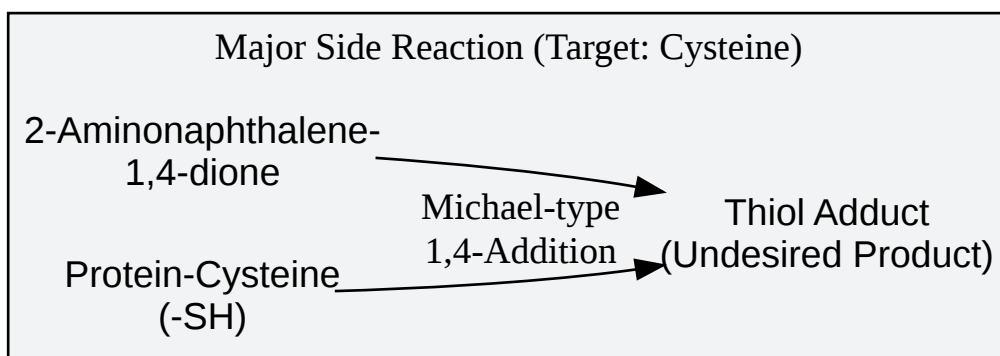 Major Side Reaction (Target: Cysteine)
2-Aminonaphthalene-
1,4-dione
Michael-type
1,4-Addition
Thiol Adduct
(Undesired Product)
Protein-Cysteine
(-SH)